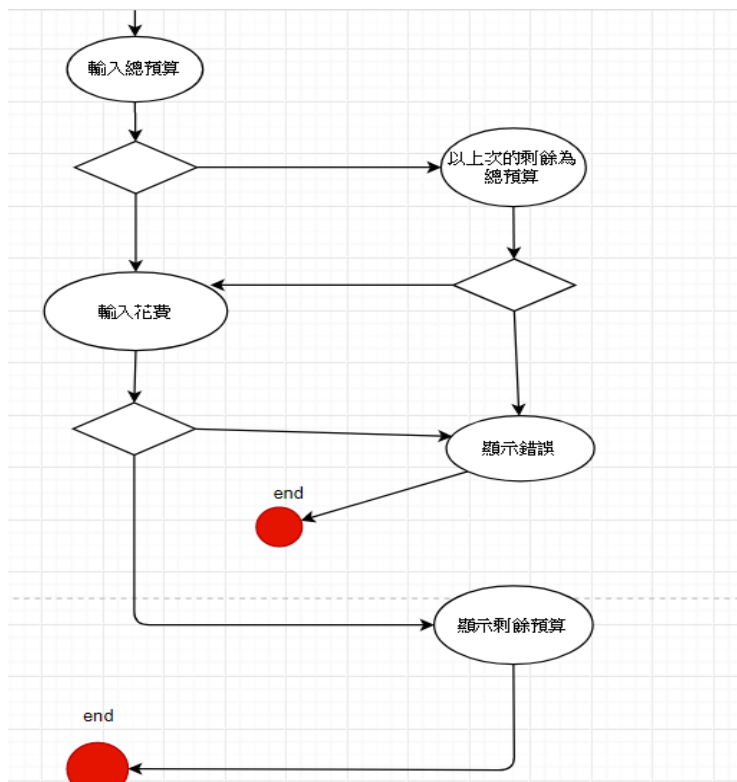 輸入總預算
以上次的剩餘為
總預算
輸入花費
顯示錯誤
end
顯示剩餘預算
end